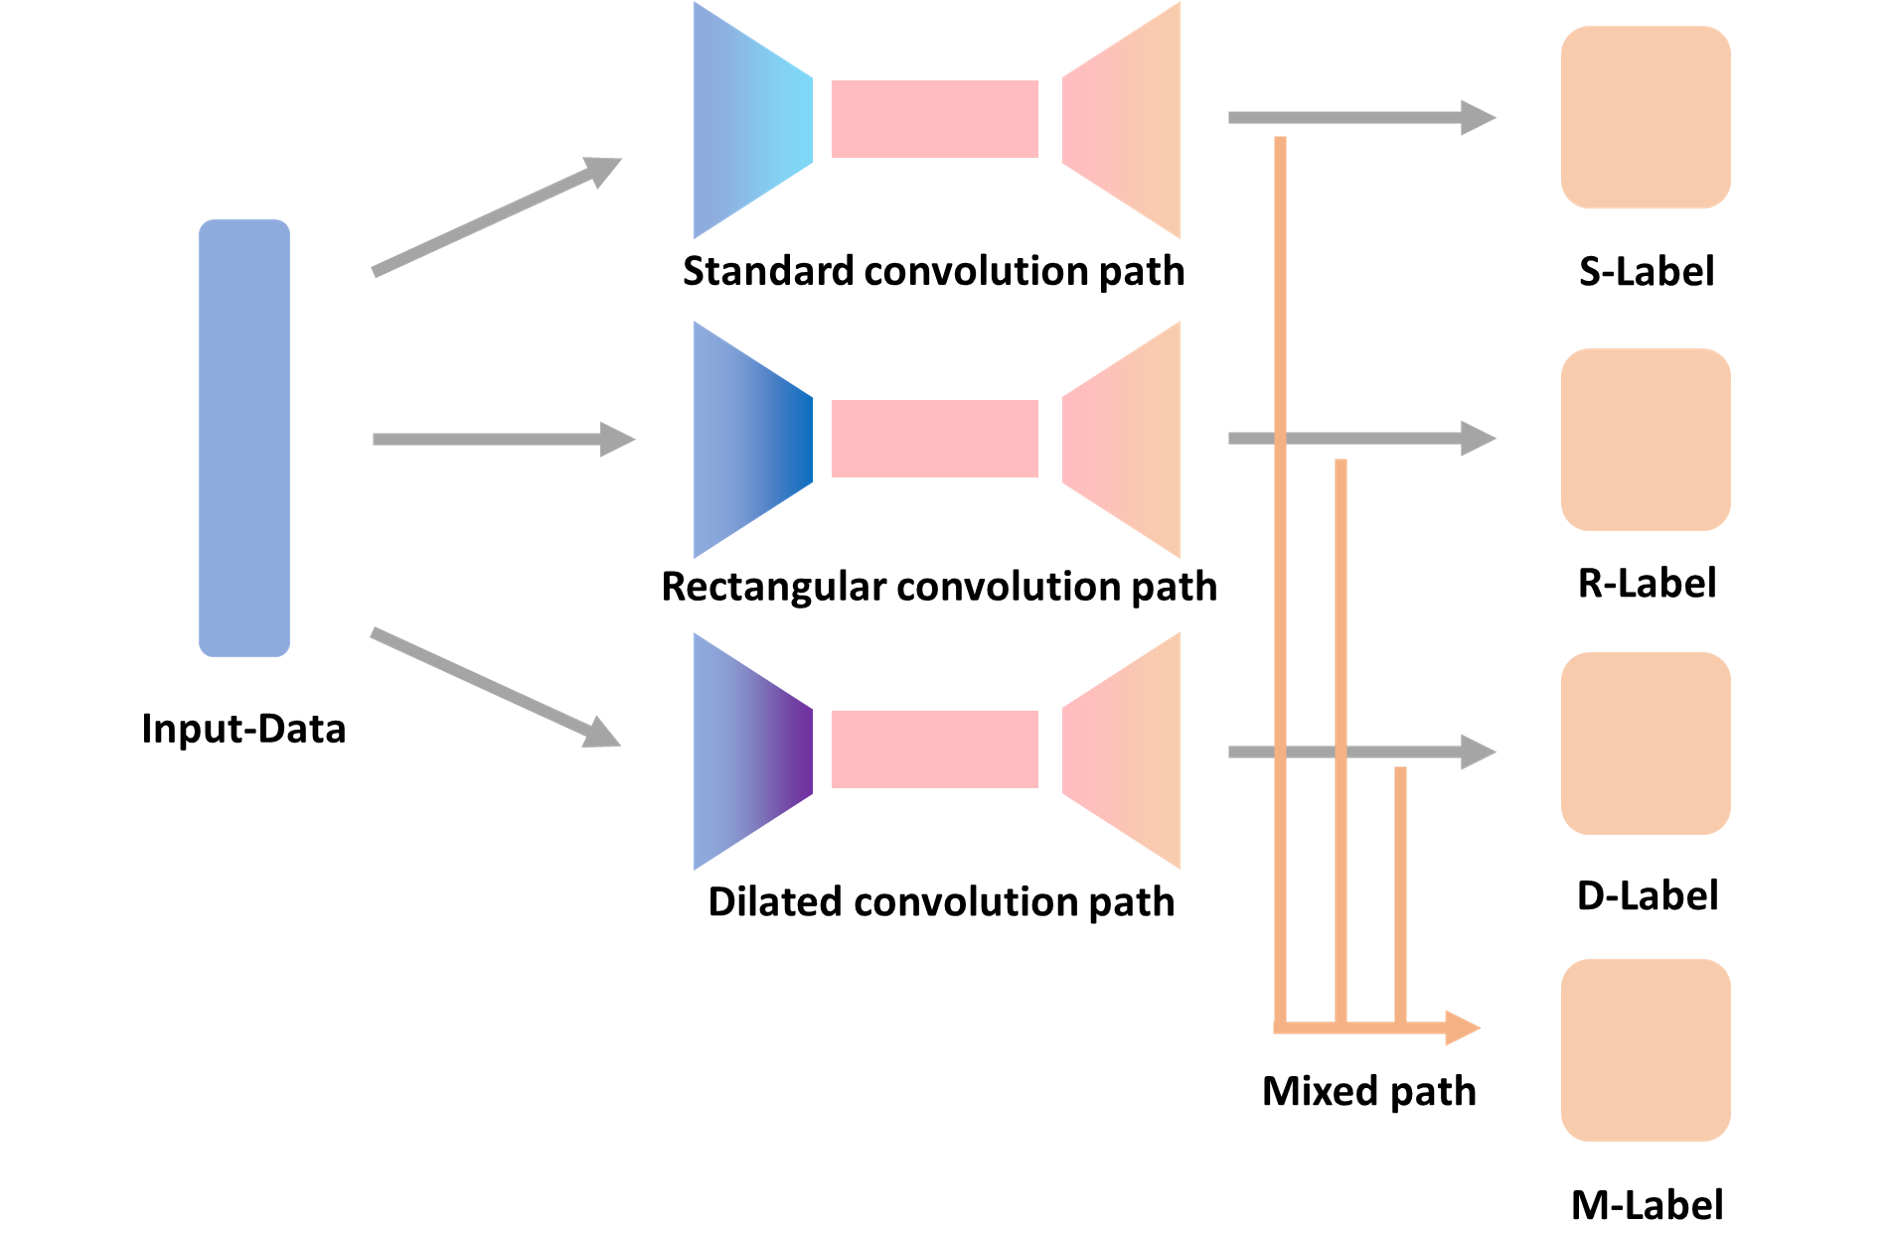 Standard convolution path
S-Label
Rectangular convolution path
R-Label
Input-Data
Dilated convolution path
D-Label
Mixed path
M-Label